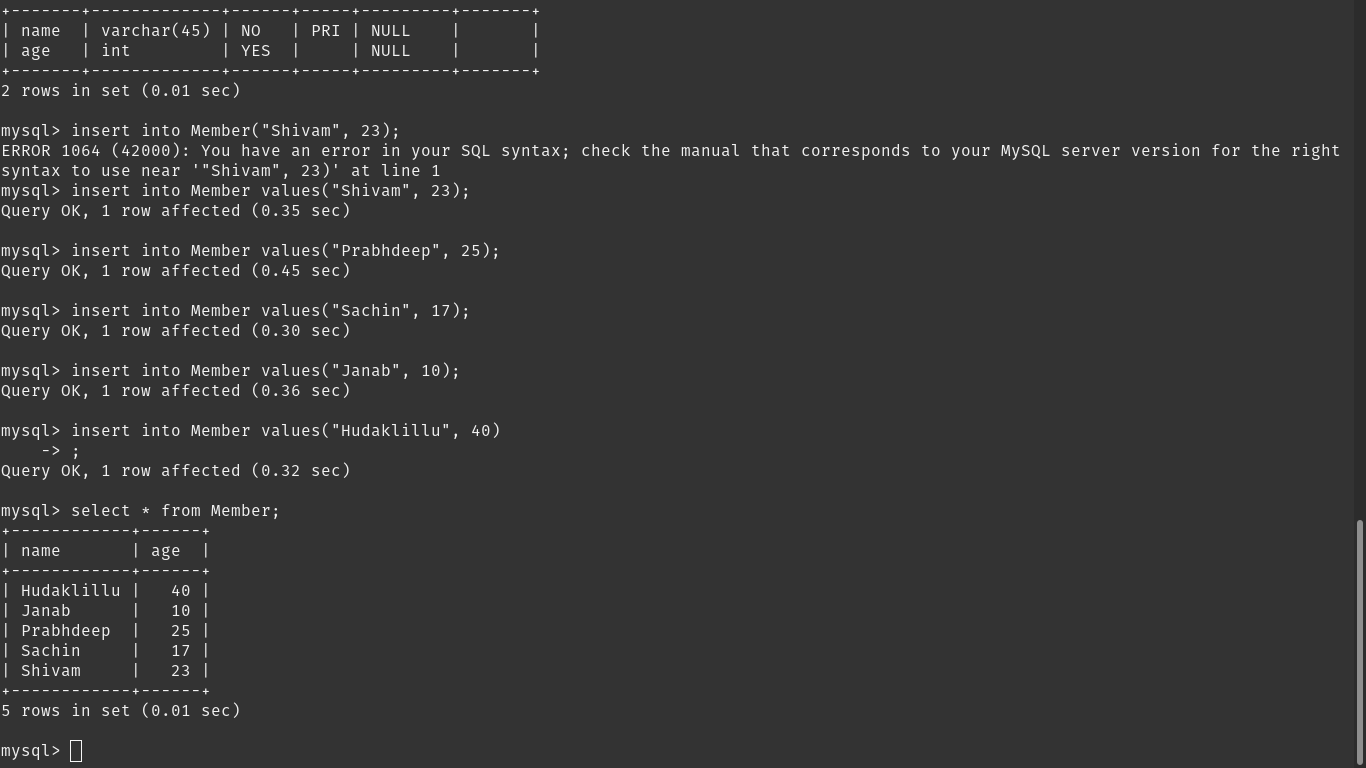 +-------+-------------+------+-----+---------+-------+
| name  | varchar(45) | NO   | PRI | NULL    |       |
| age   | int         | YES  |     | NULL    |       |
+-------+-------------+------+-----+---------+-------+
2 rows in set (0.01 sec)

mysql> insert into Member("Shivam", 23);
ERROR 1064 (42000): You have an error in your SQL syntax; check the manual that corresponds to your MySQL server version for the right
syntax to use near '"Shivam", 23)' at line 1
mysql> insert into Member values("Shivam", 23);
Query OK, 1 row affected (0.35 sec)

mysql> insert into Member values("Prabhdeep", 25);
Query OK, 1 row affected (0.45 sec)

mysql> insert into Member values("Sachin", 17);
Query OK, 1 row affected (0.30 sec)

mysql> insert into Member values("Janab", 10);
Query OK, 1 row affected (0.36 sec)

mysql> insert into Member values("Hudaklillu", 40)
    -> ;
Query OK, 1 row affected (0.32 sec)

mysql> select * from Member;
+------------+------+
| name       | age  |
+------------+------+
| Hudaklillu |   40 |
| Janab      |   10 |
| Prabhdeep  |   25 |
| Sachin     |   17 |
| Shivam     |   23 |
+------------+------+
5 rows in set (0.01 sec)

mysql>